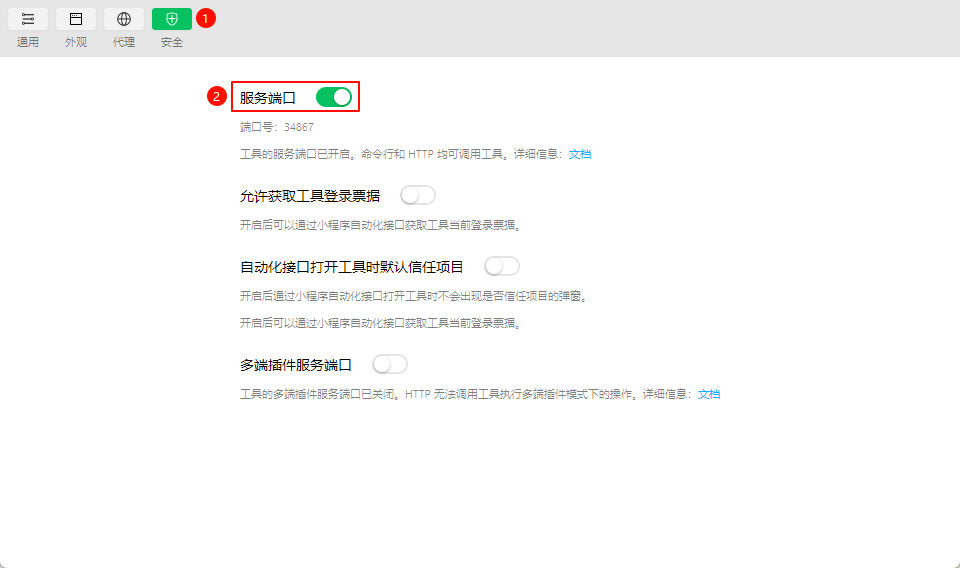 1
通用 外观 代理 安全
2 服务端口
端口号：34867
工具的服务端口已开启。命令行和 HTTP 均可调用工具。详细信息：文档
允许获取工具登录票据
开启后可以通过小程序自动化接口获取工具当前登录票据。
自动化接口打开工具时默认信任项目
开启后通过小程序自动化接口打开工具时不会出现是否信任项目的弹窗。
开启后可以通过小程序自动化接口获取工具当前登录票据。
多端插件服务端口
工具的多端插件服务端口已关闭。HTTP 无法调用工具执行多端插件模式下的操作。详细信息：文档